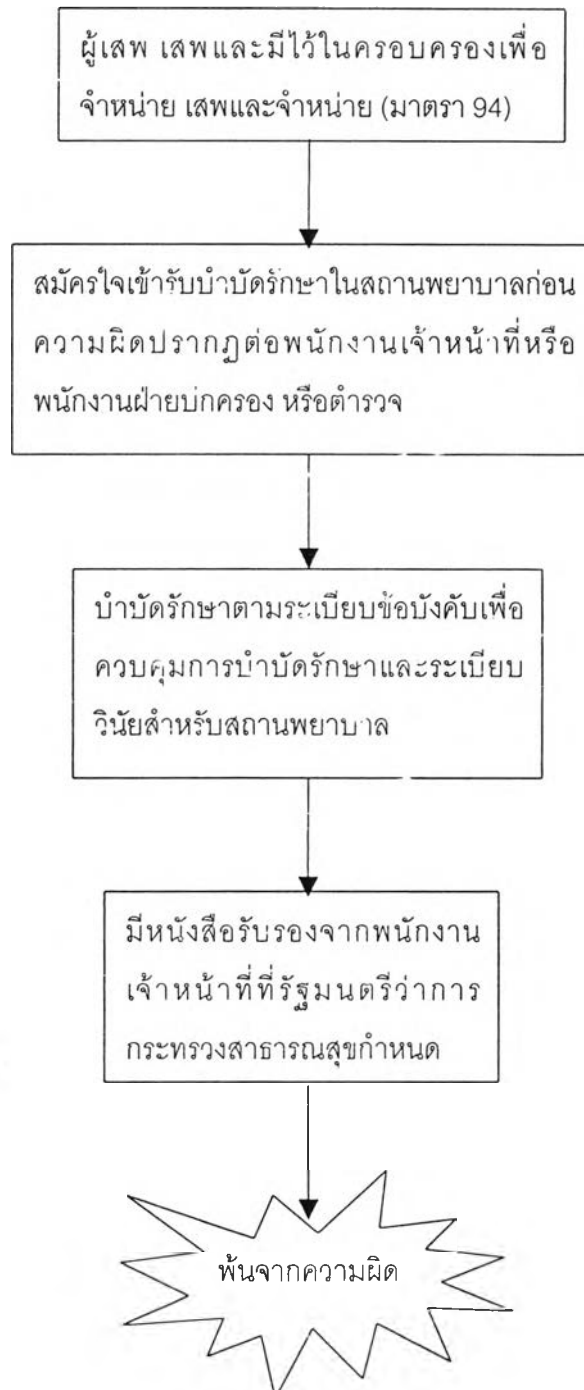 ผู้เสพ เสพและมีไว้ในครอบครองเพื่อ
จำหน่าย เสพและจำหน่าย (มาตรา 94)
สมัครใจเข้ารับบำบัดรักษาในสถานพยาบาลก่อน
ความผิดปรากฏต่อพนักงานเจ้าหน้าที่หรือ
พนักงานฝ่ายปกครอง หรือตำรวจ
บำบัดรักษาตามระเบียบข้อบังคับเพื่อ
ควบคุมการบำบัดรักษาและระเบียบ
วินัยสำหรับสถานพยาบาล
มีหนังสือรับรองจากพนักงาน
เจ้าหน้าที่ที่รัฐมนตรีว่าการ
กระทรวงสาธารณสุขกำหนด
พ้นจากความผิด